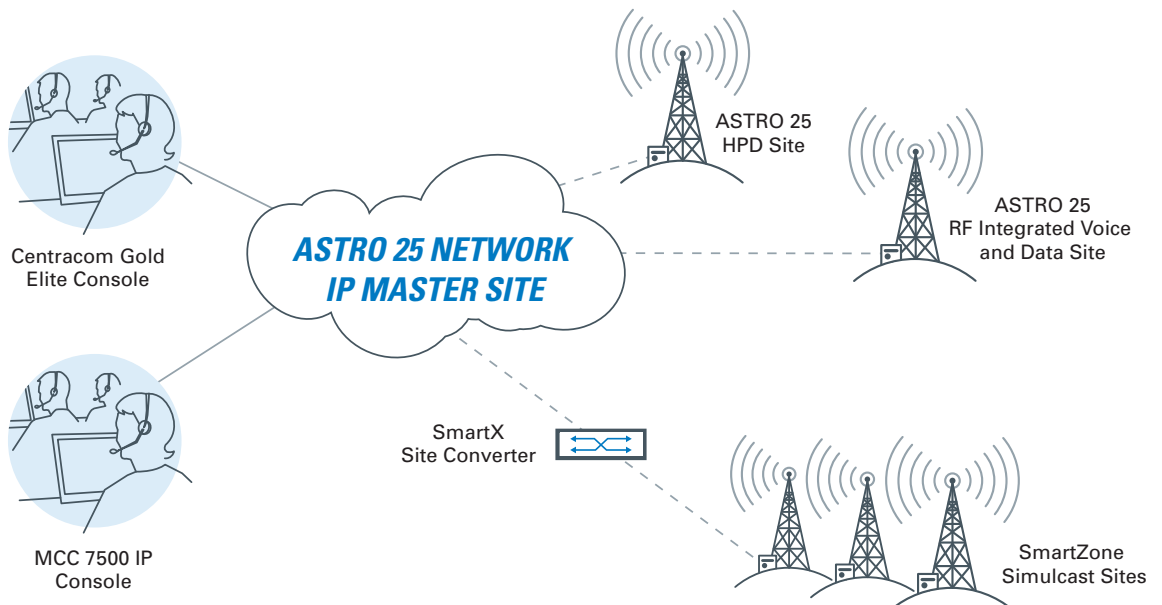 ASTRO 25
HPD Site
ASTRO 25
RF Integrated Voice
and Data Site
Centracom Gold
Elite Console
ASTRO 25 NETWORK
IP MASTER SITE
SmartX
Site Converter
MCC 7500 IP
Console
SmartZone
Simulcast Sites